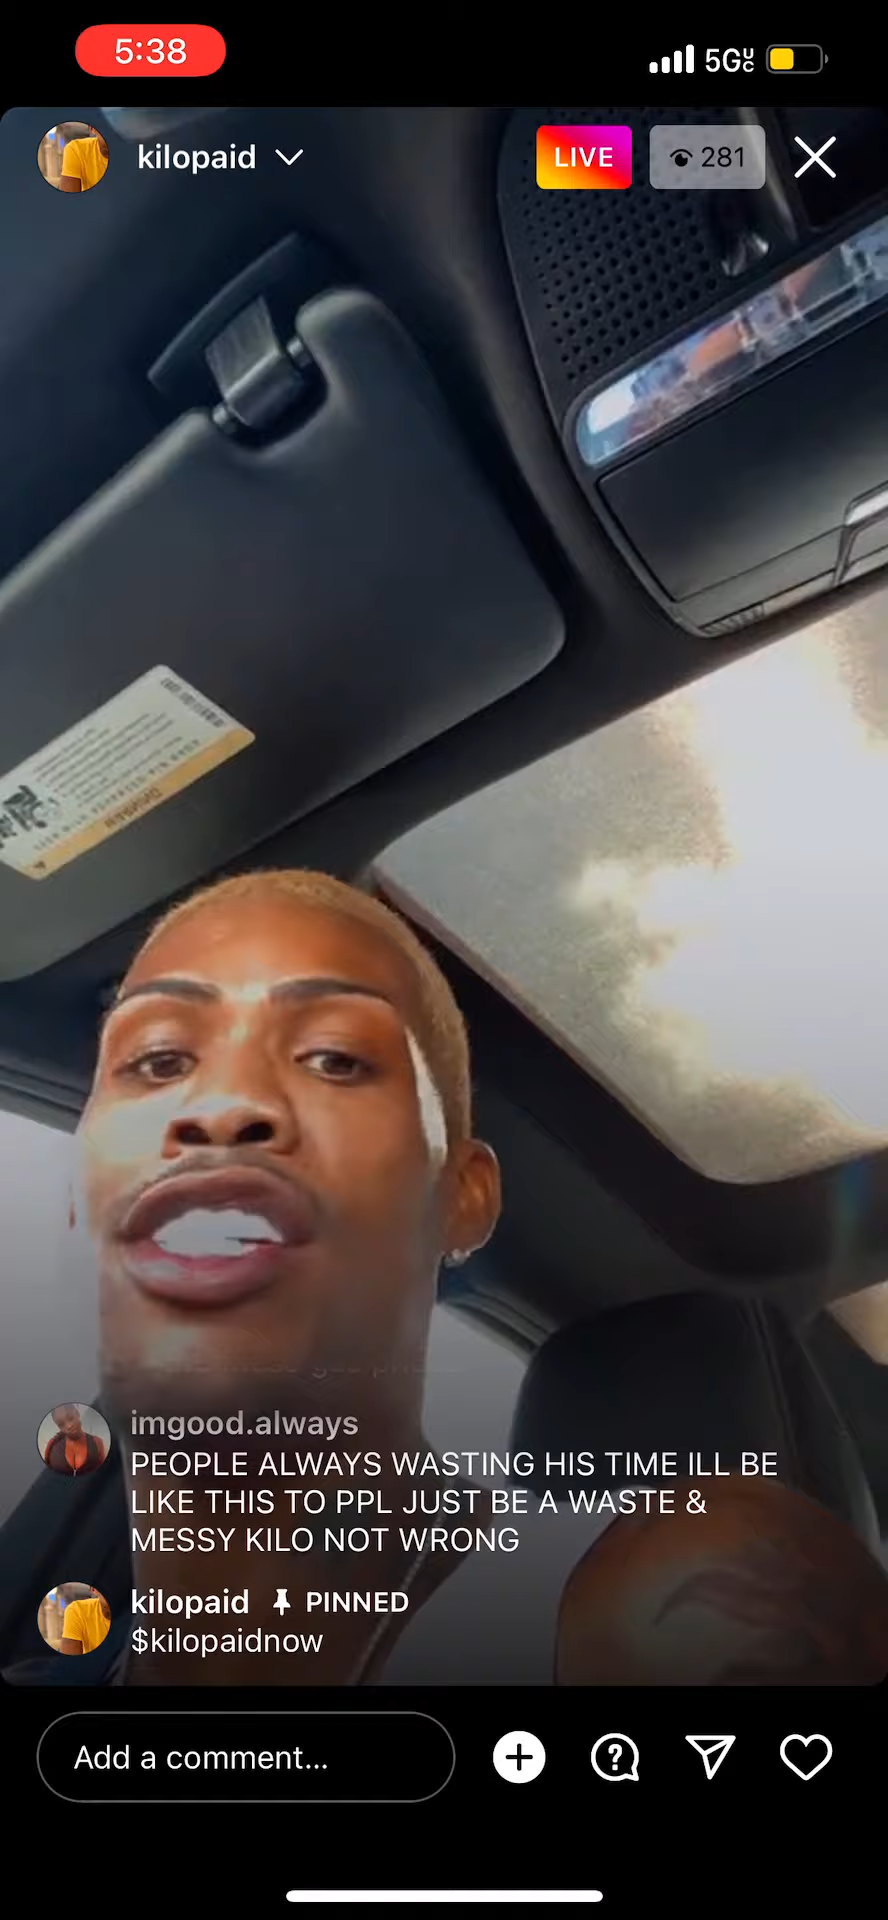 5:38
5GUC
kilopaid
LIVE
281
imgood.always
PEOPLE ALWAYS WASTING HIS TIME ILL BE
LIKE THIS TO PPL JUST BE A WASTE &
MESSY KILO NOT WRONG
kilopaid PINNED
$kilopaidnow
Add a comment...